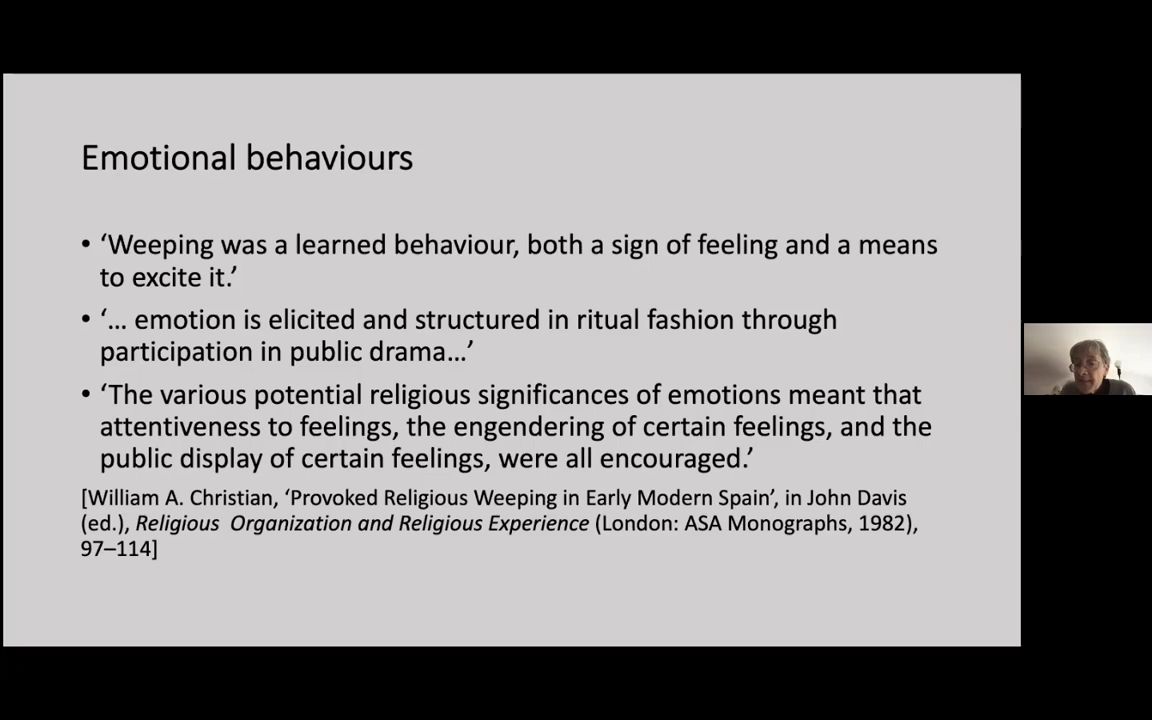 Emotional behaviours
• ‘Weeping was a learned behaviour, both a sign of feeling and a means
to excite it.’
• ‘... emotion is elicited and structured in ritual fashion through
participation in public drama...’
• ‘The various potential religious significances of emotions meant that
attentiveness to feelings, the engendering of certain feelings, and the
public display of certain feelings, were all encouraged.’
[William A. Christian, ‘Provoked Religious Weeping in Early Modern Spain’, in John Davis
(ed.), Religious Organization and Religious Experience (London: ASA Monographs, 1982),
97–114]